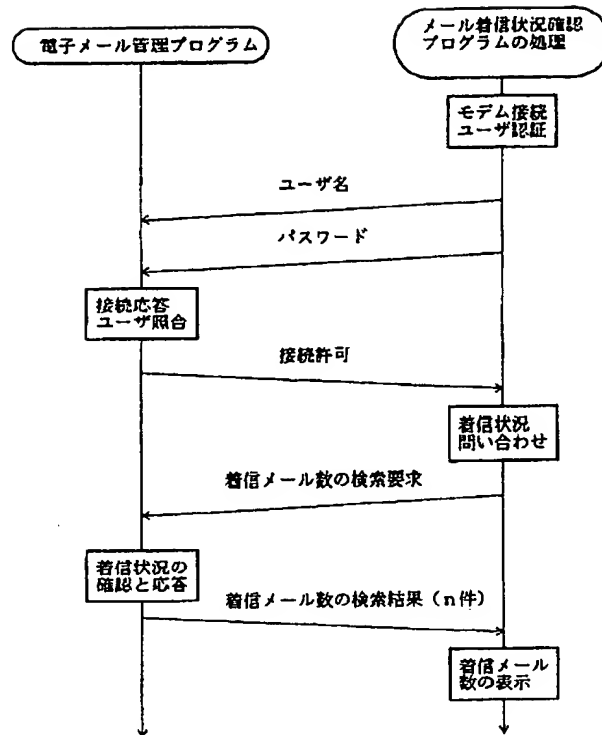 電子メール管理プログラム
メール着信状況確認
プログラムの処理
モデム接続
ユーザ認証
ユーザ名
パスワード
接続応答
ユーザ照合
接続許可
着信状況
問い合わせ
着信メール数の検索要求
着信状況の
確認と応答
着信メール数の検索結果（n件）
着信メール
数の表示